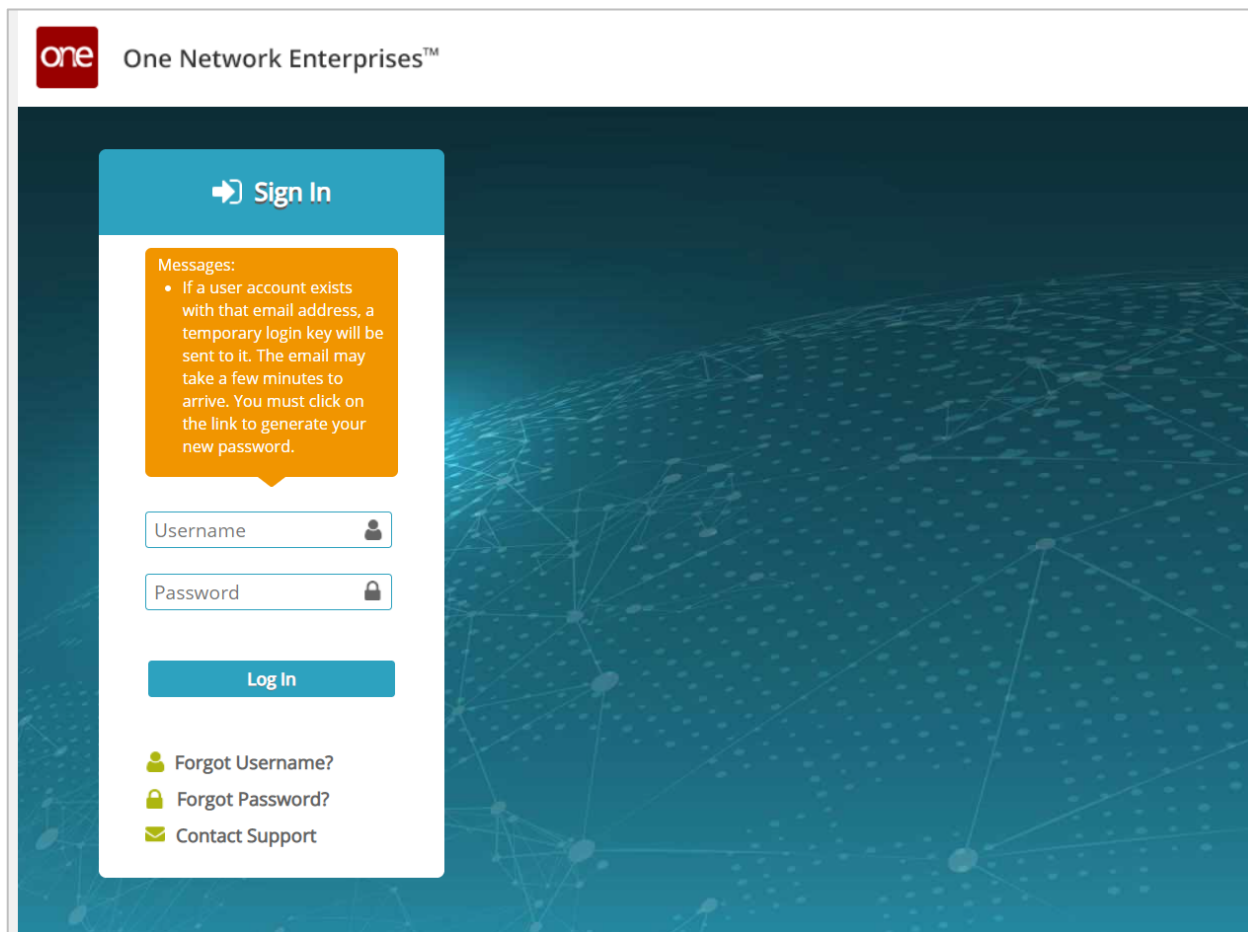 one
One Network Enterprises™
Sign In
Messages:
• If a user account exists
with that email address, a
temporary login key will be
sent to it. The email may
take a few minutes to
arrive. You must click on
the link to generate your
new password.
Username
Password
Log In
Forgot Username?
Forgot Password?
Contact Support